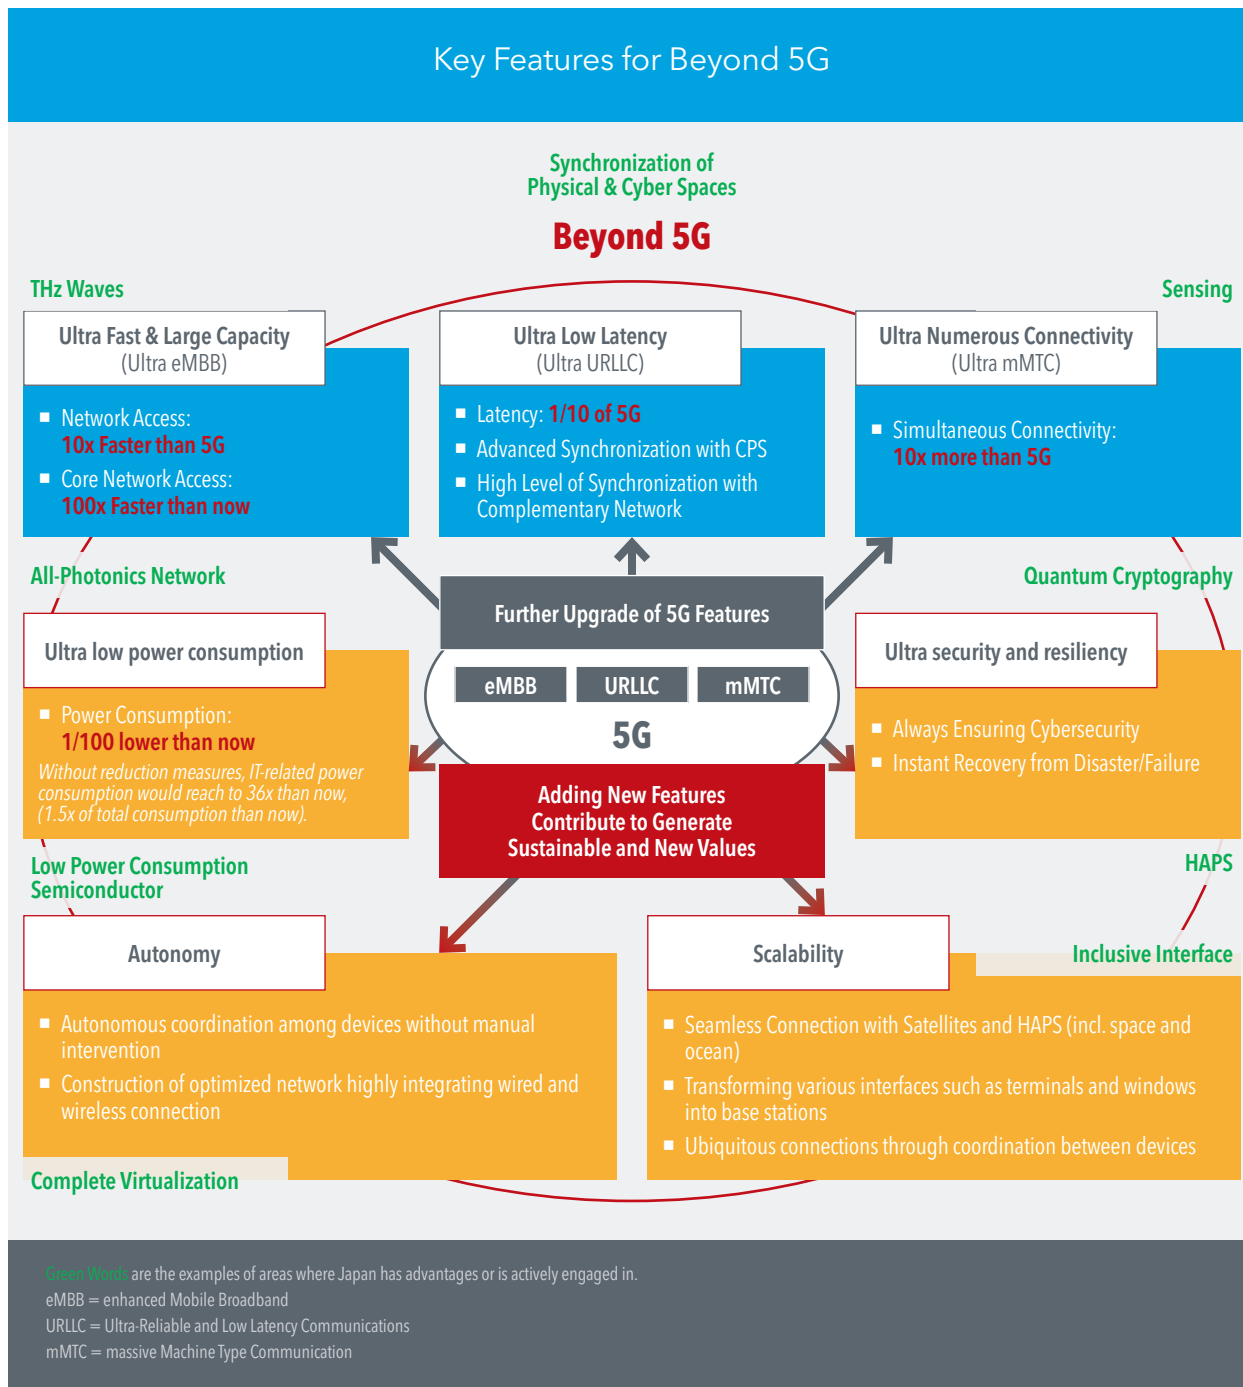 Key Features for Beyond 5G
Synchronization of
Physical & Cyber Spaces
Beyond 5G
THz Waves
Sensing
Ultra Fast & Large Capacity
(Ultra eMBB)
Network Access:
10x Faster than 5G
Core Network Access:
100x Faster than now
Ultra Low Latency
(Ultra URLLC)
Latency: 1/10 of 5G
Advanced Synchronization with CPS
High Level of Synchronization with
Complementary Network
Ultra Numerous Connectivity
(Ultra mMTC)
Simultaneous Connectivity:
10x more than 5G
All-Photonics Network
Quantum Cryptography
Further Upgrade of 5G Features
eMBB
URLLC
mMTC
5G
Adding New Features
Contribute to Generate
Sustainable and New Values
Ultra low power consumption
Power Consumption:
1/100 lower than now
Without reduction measures, IT-related power
consumption would reach to 36x than now,
(1.5x of total consumption than now).
Ultra security and resiliency
Always Ensuring Cybersecurity
Instant Recovery from Disaster/Failure
Low Power Consumption
Semiconductor
HAPS
Autonomy
Autonomous coordination among devices without manual
intervention
Construction of optimized network highly integrating wired and
wireless connection
Complete Virtualization
Scalability
Inclusive Interface
Seamless Connection with Satellites and HAPS (incl. space and
ocean)
Transforming various interfaces such as terminals and windows
into base stations
Ubiquitous connections through coordination between devices
Green Words are the examples of areas where Japan has advantages or is actively engaged in.
eMBB = enhanced Mobile Broadband
URLLC = Ultra-Reliable and Low Latency Communications
mMTC = massive Machine Type Communication